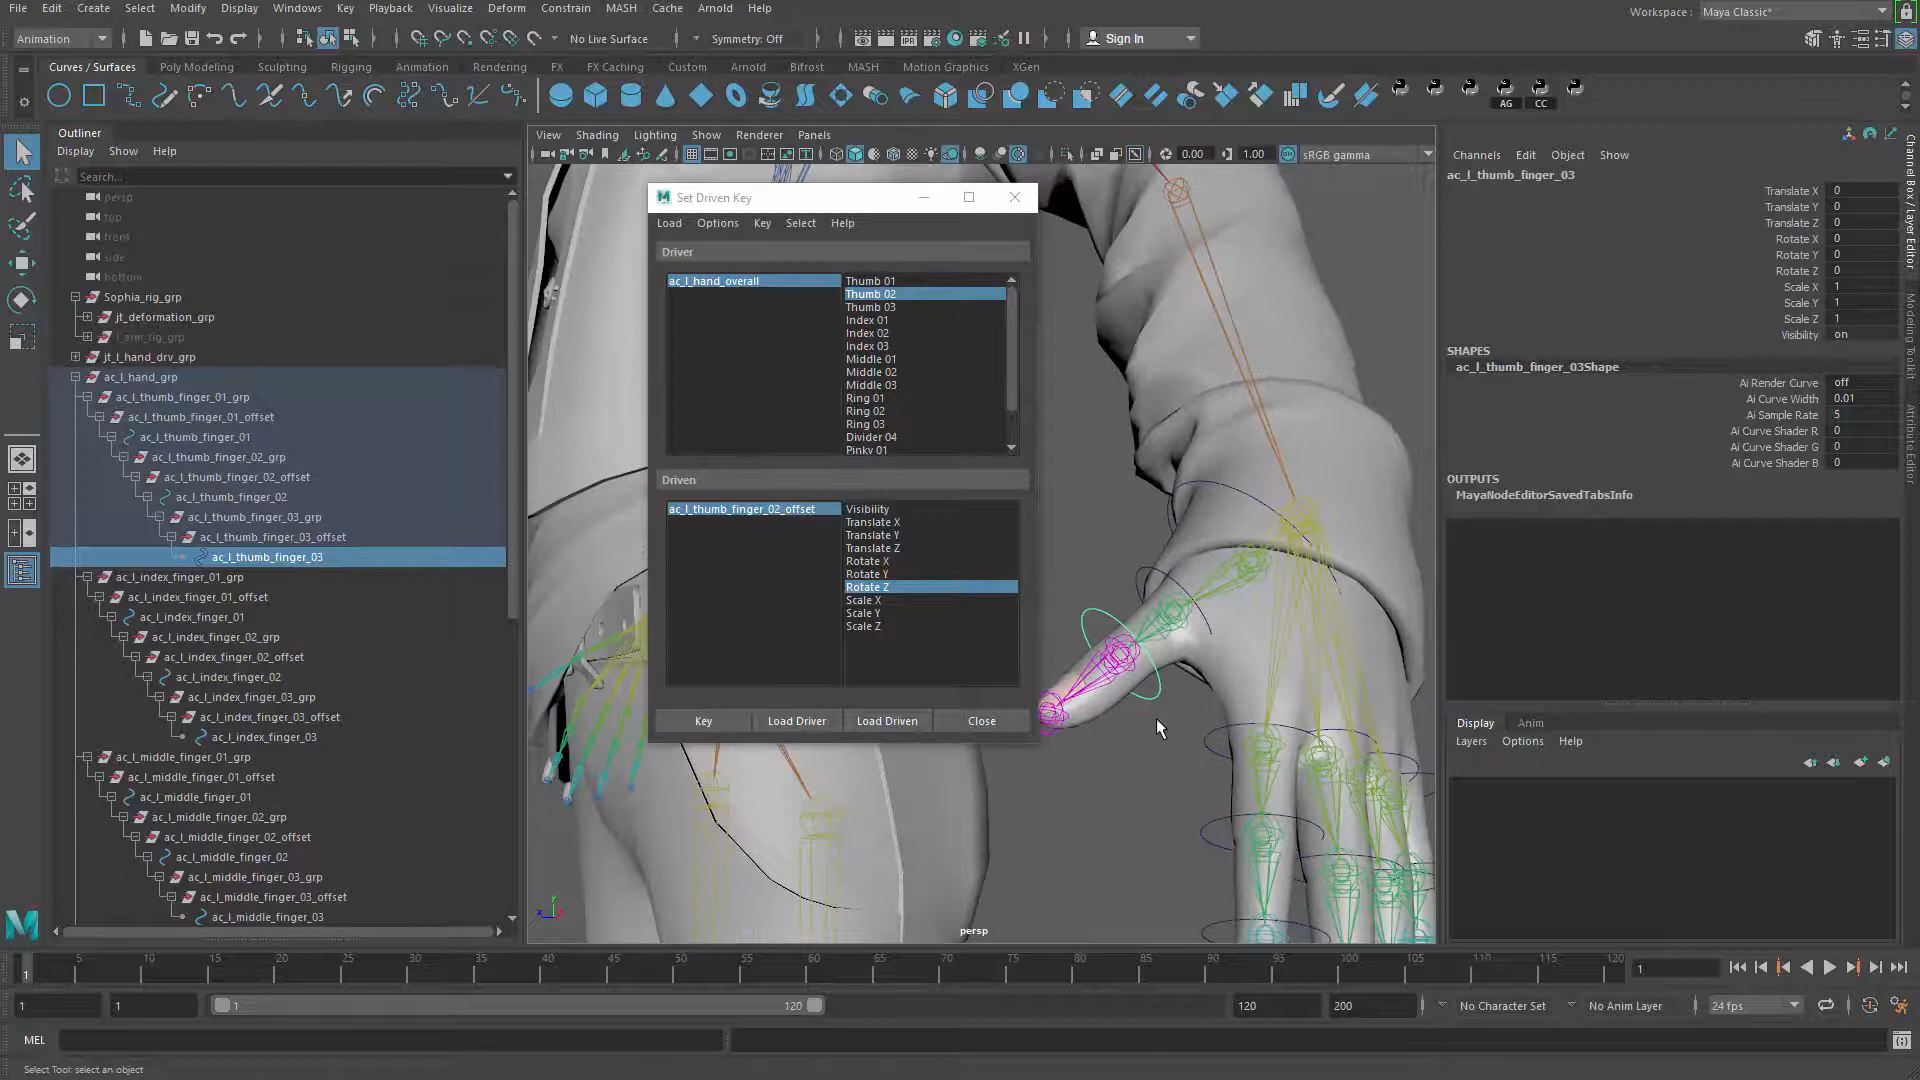 File Edit Create Select Modify Display Windows Key Playback Visualize Deform Constrain MASH Cache Arnold Help
Workspace : Maya Classic*
Animation
No Live Surface
Symmetry: Off
Sign In
Curves / Surfaces Poly Modeling Sculpting Rigging Animation Rendering FX FX Caching Custom Arnold Bifrost MASH Motion Graphics XGen
IPR
AG CC
Outliner
Display Show Help
Search...
persp
top
front
side
bottom
Sophia_rig_grp
jt_deformation_grp
l_arm_rig_grp
jt_l_hand_drv_grp
ac_l_hand_grp
ac_l_thumb_finger_01_grp
ac_l_thumb_finger_01_offset
ac_l_thumb_finger_01
ac_l_thumb_finger_02_grp
ac_l_thumb_finger_02_offset
ac_l_thumb_finger_02
ac_l_thumb_finger_03_grp
ac_l_thumb_finger_03_offset
ac_l_thumb_finger_03
ac_l_index_finger_01_grp
ac_l_index_finger_01_offset
ac_l_index_finger_01
ac_l_index_finger_02_grp
ac_l_index_finger_02_offset
ac_l_index_finger_02
ac_l_index_finger_03_grp
ac_l_index_finger_03_offset
ac_l_index_finger_03
ac_l_middle_finger_01_grp
ac_l_middle_finger_01_offset
ac_l_middle_finger_01
ac_l_middle_finger_02_grp
ac_l_middle_finger_02_offset
ac_l_middle_finger_02
ac_l_middle_finger_03_grp
ac_l_middle_finger_03_offset
ac_l_middle_finger_03
View Shading Lighting Show Renderer Panels
0.00 1.00 sRGB gamma
Set Driven Key
Load Options Key Select Help
Driver
ac_l_hand_overall
Thumb 01
Thumb 02
Thumb 03
Index 01
Index 02
Index 03
Middle 01
Middle 02
Middle 03
Ring 01
Ring 02
Ring 03
Divider 04
Pinky 01
Driven
ac_l_thumb_finger_02_offset
Visibility
Translate X
Translate Y
Translate Z
Rotate X
Rotate Y
Rotate Z
Scale X
Scale Y
Scale Z
Key Load Driver Load Driven Close
persp
Channels Edit Object Show
ac_l_thumb_finger_03
Translate X 0
Translate Y 0
Translate Z 0
Rotate X 0
Rotate Y 0
Rotate Z 0
Scale X 1
Scale Y 1
Scale Z 1
Visibility on
SHAPES
ac_l_thumb_finger_03Shape
Ai Render Curve off
Ai Curve Width 0.01
Ai Sample Rate 5
Ai Curve Shader R 0
Ai Curve Shader G 0
Ai Curve Shader B 0
OUTPUTS
MayaNodeEditorSavedTabsInfo
Display Anim
Layers Options Help
Channel Box / Layer Editor
Modeling Toolkit
Attribute Editor
1 5 10 15 20 25 30 35 40 45 50 55 60 65 70 75 80 85 90 95 100 105 110 115 120
1
1 1 1 120 120 200 No Character Set No Anim Layer 24 fps
MEL
Select Tool: select an object